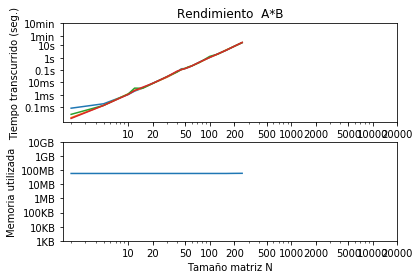 Rendimiento A*B
Tiempo transcurrido (seg.)
10min
1min
10s
1s
0.1s
10ms
1ms
0.1ms
10 20 50 100 200 500 1000 2000 5000 10000 20000
Memoria utilizada
10GB
1GB
100MB
10MB
1MB
100KB
10KB
1KB
10 20 50 100 200 500 1000 2000 5000 10000 20000
Tamaño matriz N